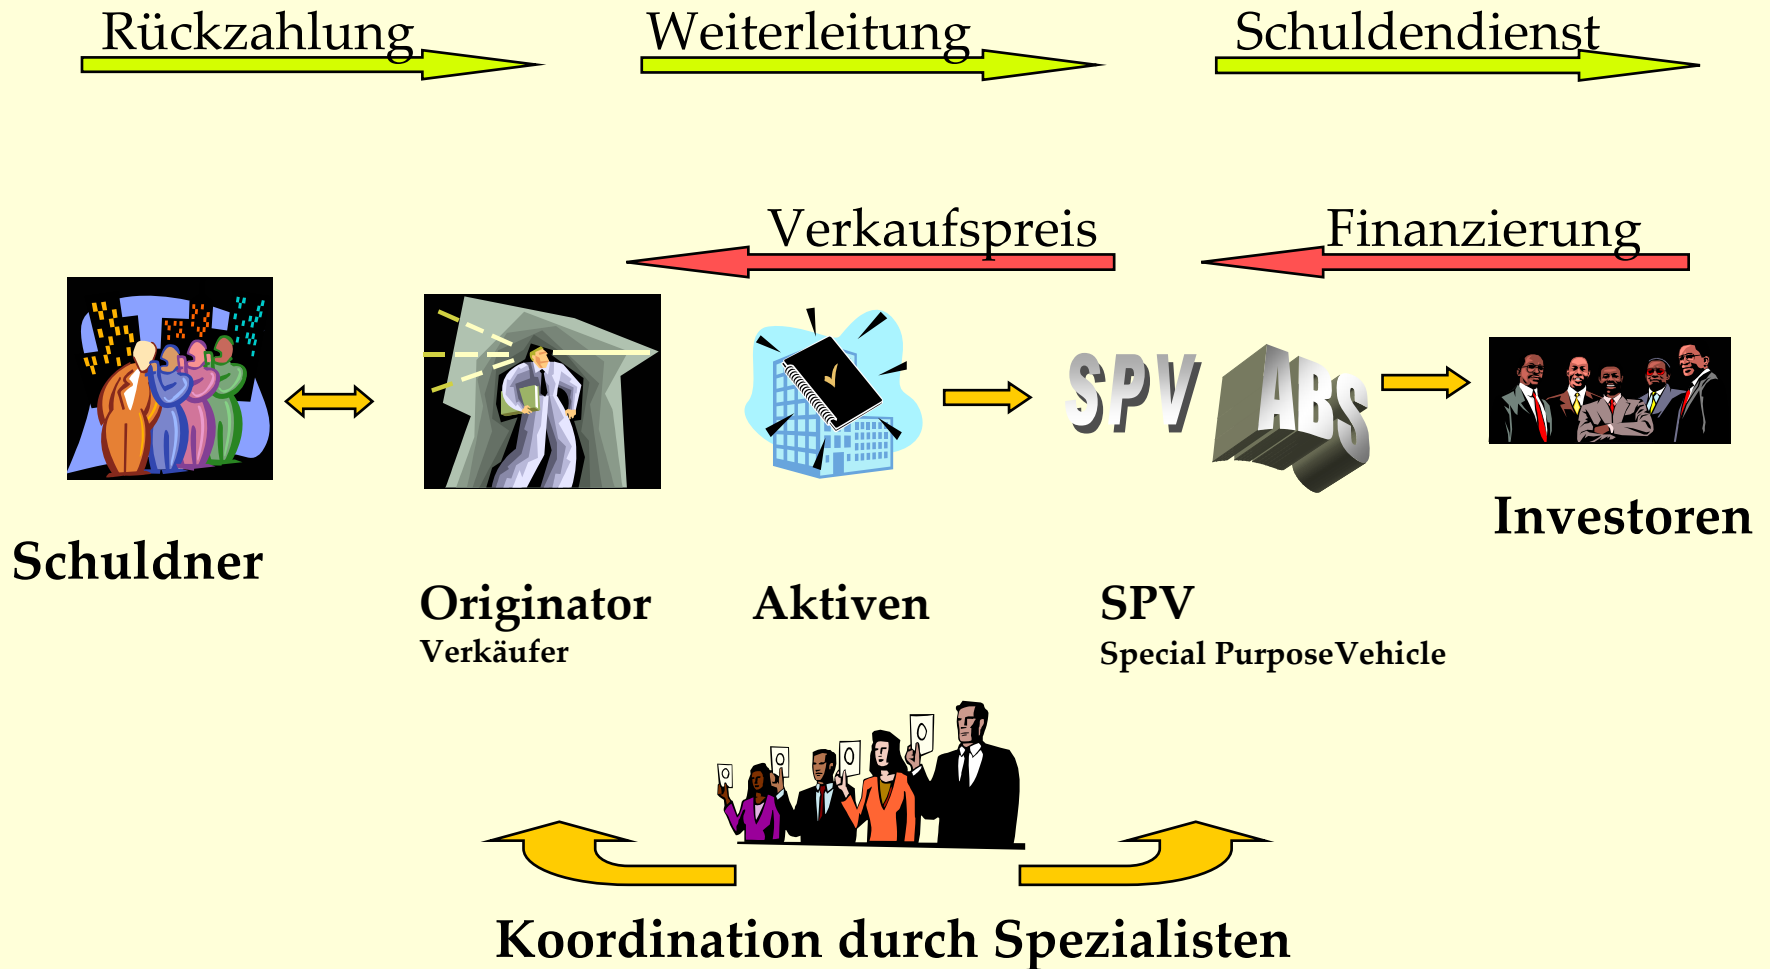 Rückzahlung
Weiterleitung
Schuldendienst
Verkaufspreis
Finanzierung
SPV
ABS
Schuldner
Originator
Verkäufer
Aktiven
SPV
Special PurposeVehicle
Investoren
Koordination durch Spezialisten